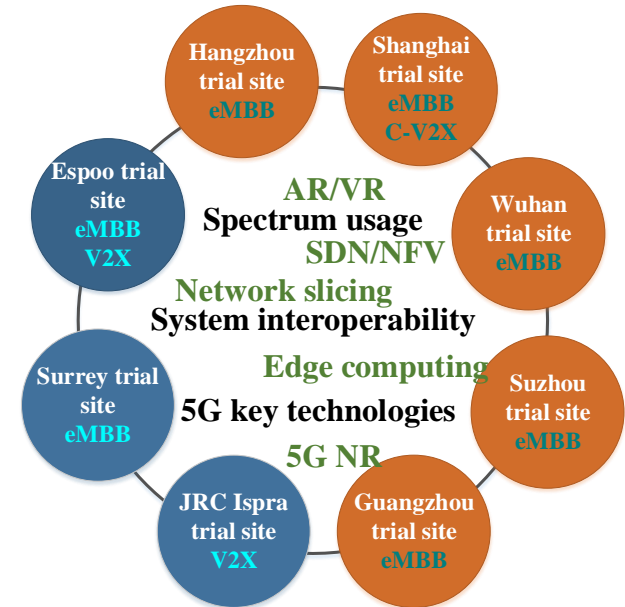 Hangzhou
trial site
eMBB
Shanghai
trial site
eMBB
C-V2X
Espoo trial
site
eMBB
V2X
AR/VR
Spectrum usage
SDN/NFV
Wuhan
trial site
eMBB
Network slicing
System interoperability
Surrey trial
site
eMBB
Edge computing
5G key technologies
5G NR
Suzhou
trial site
eMBB
JRC Ispra
trial site
V2X
Guangzhou
trial site
eMBB